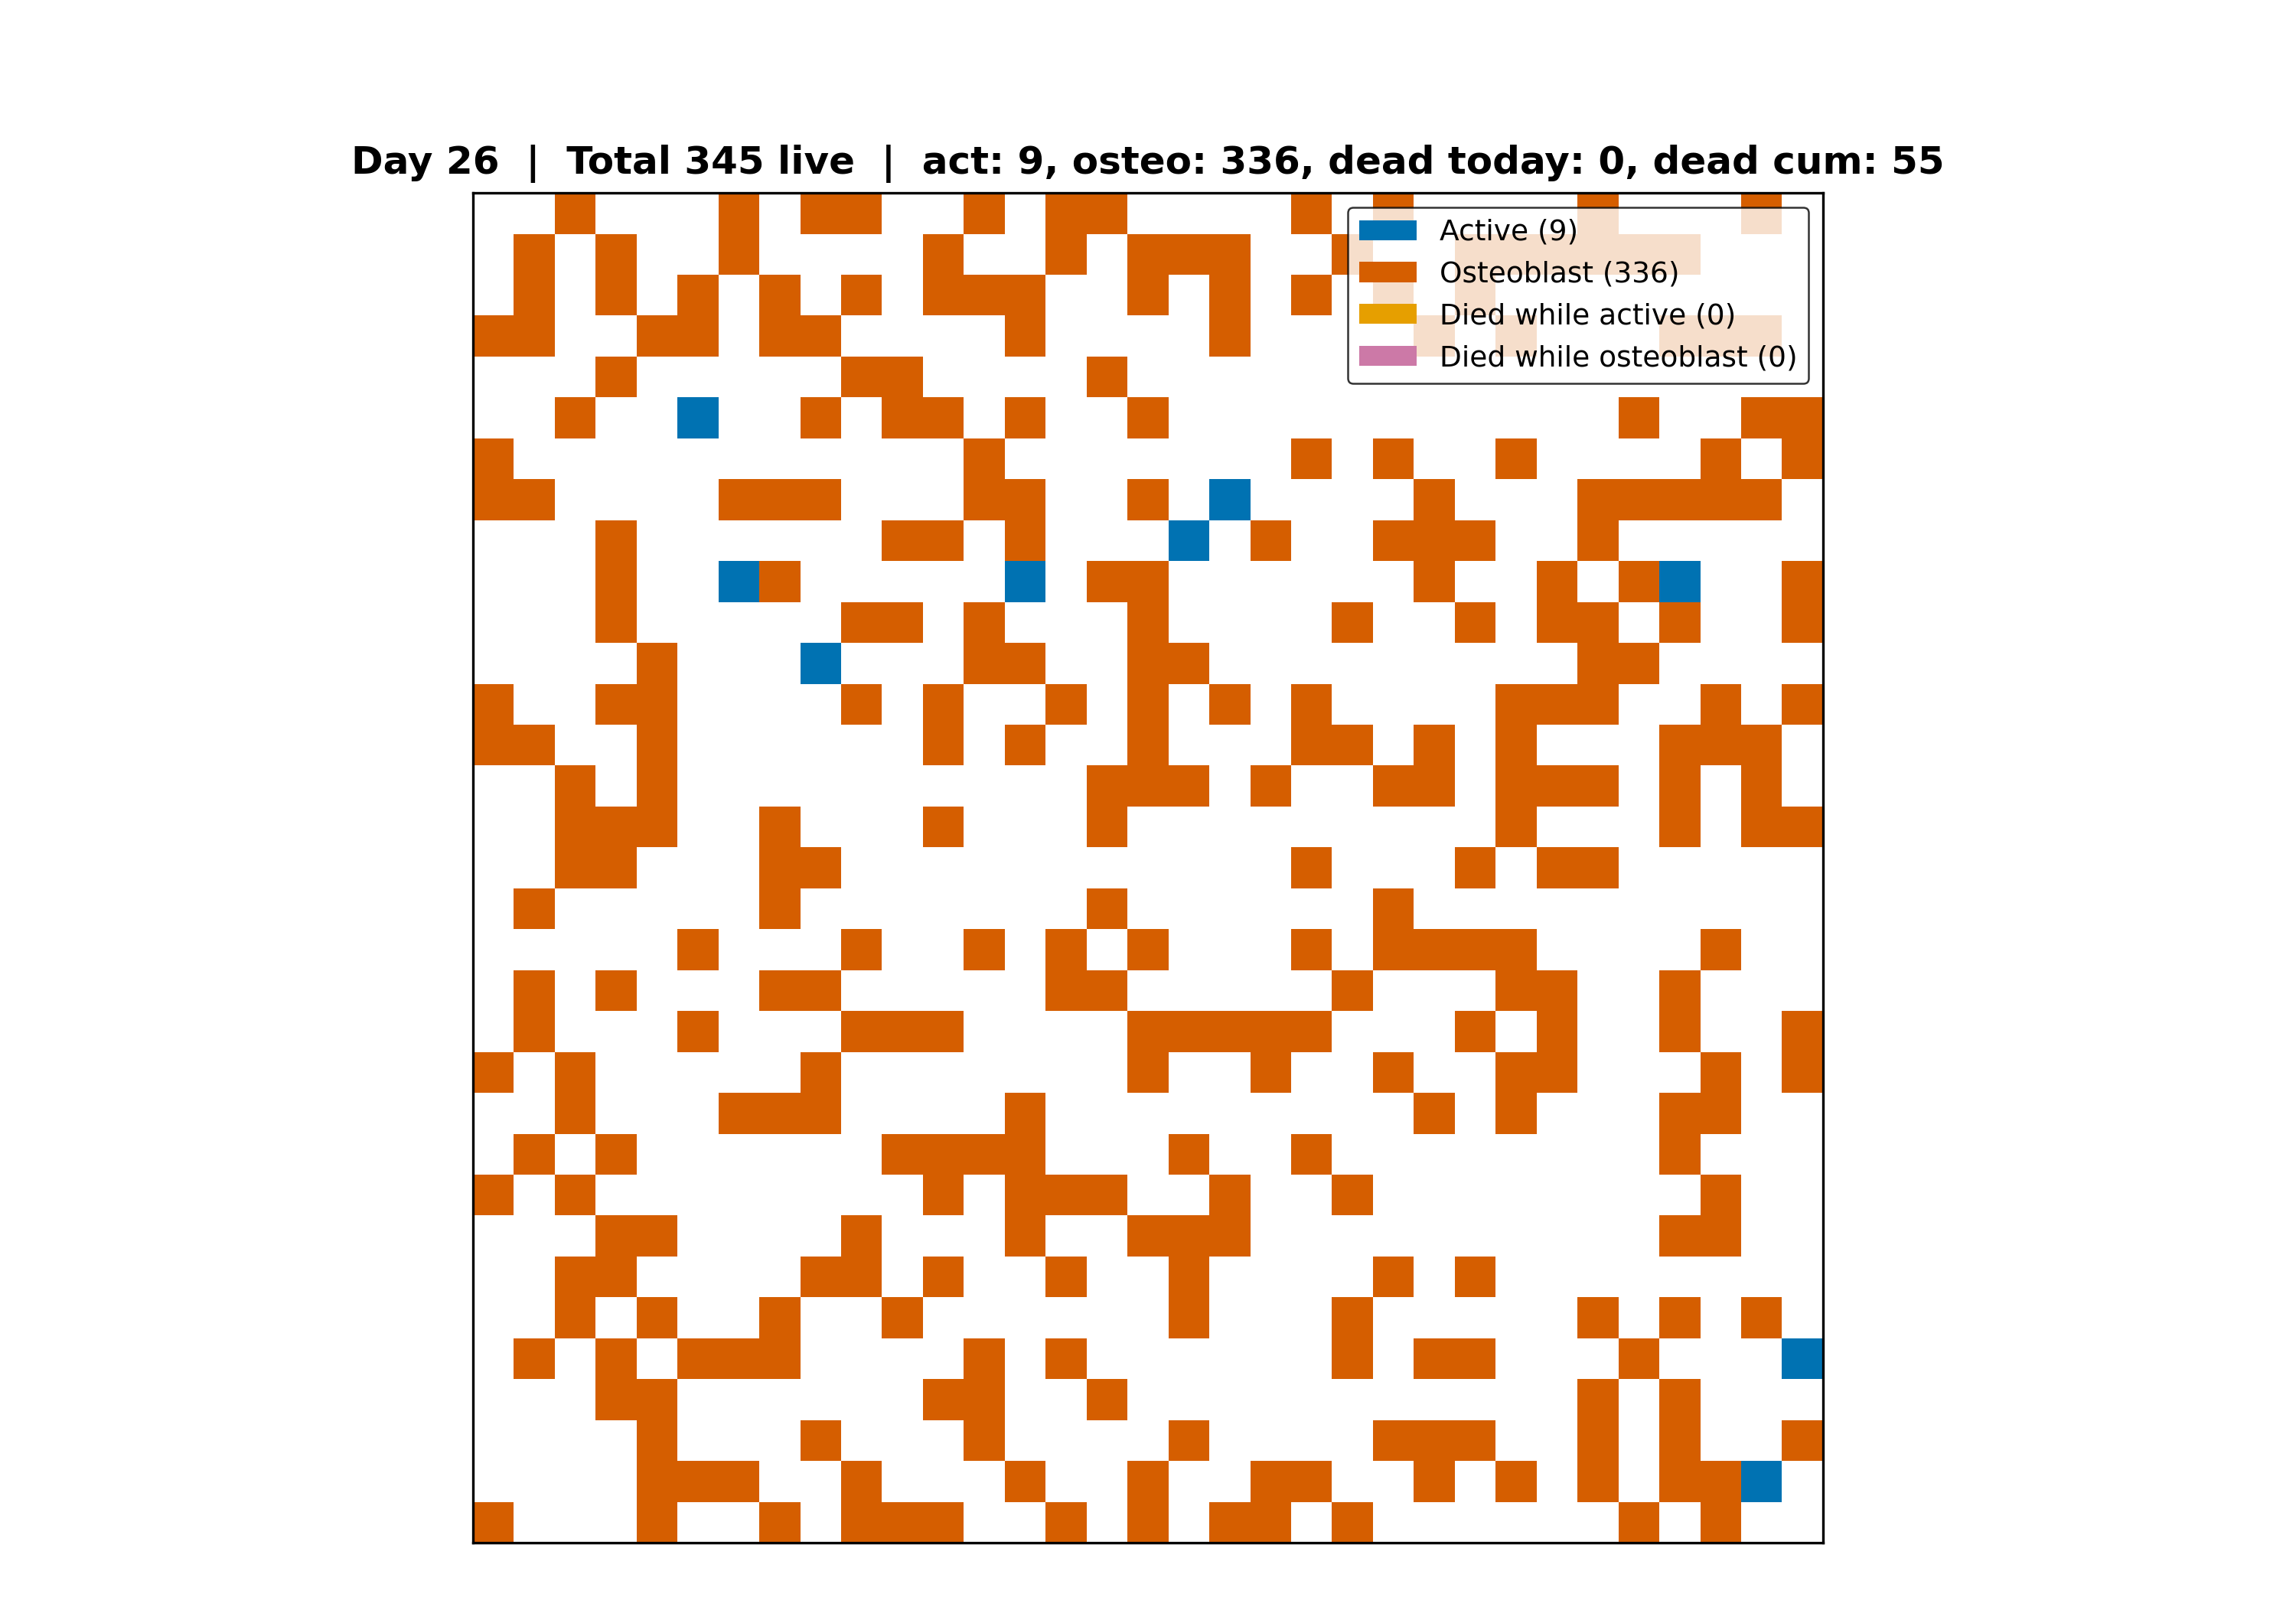 Day 26 | Total 345 live | act: 9, osteo: 336, dead today: 0, dead cum: 55
Active (9)
Osteoblast (336)
Died while active (0)
Died while osteoblast (0)